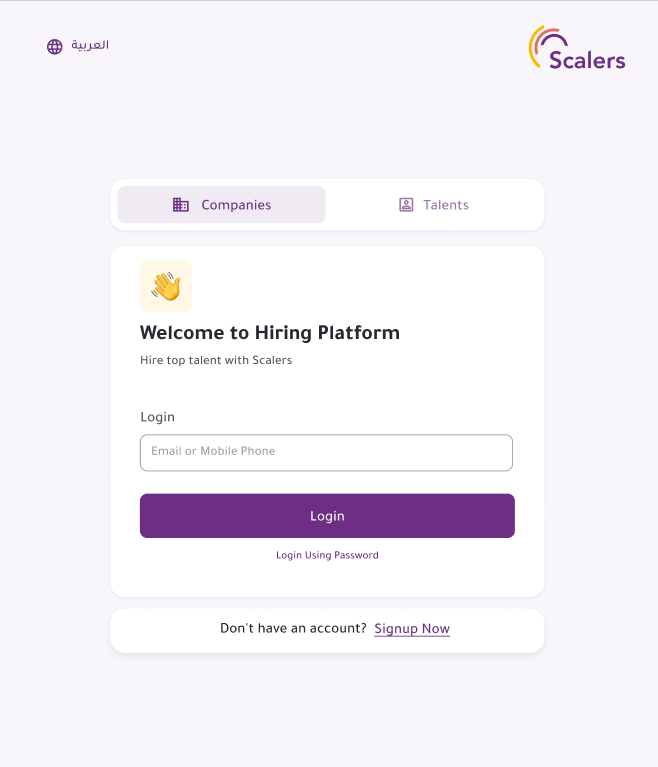 العربية
Scalers
Companies
Talents
Welcome to Hiring Platform
Hire top talent with Scalers
Login
Email or Mobile Phone
Login
Login Using Password
Don't have an account? Signup Now